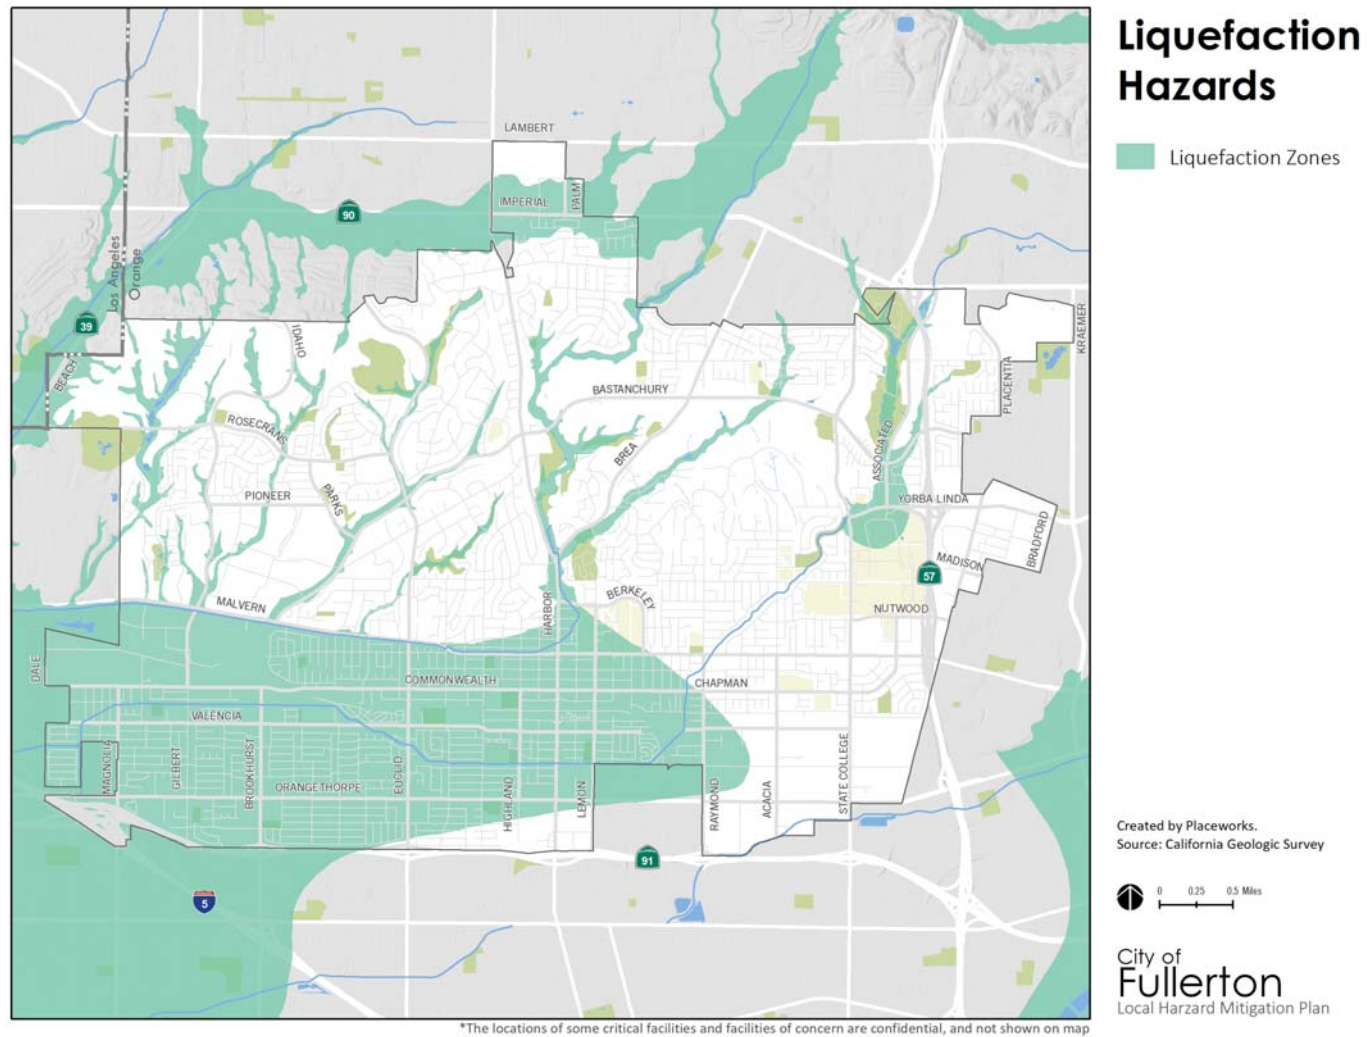 Liquefaction
Hazards
Liquefaction Zones
LAMBERT
IMPERIAL
PALM
90
Los Angeles
Orange
39
BEACH
IDAHO
KRAEMER
PLACENTIA
BASTANCHURY
ROSECRANS
BREA
ASSOCIATED
PIONEER
PARKS
YORBA LINDA
BRADFORD
MADISON
57
MALVERN
HARBOR
BERKELEY
NUTWOOD
DALE
COMMONWEALTH
CHAPMAN
VALENCIA
MAGNOLIA
GILBERT
BROOKHURST
ORANGETHORPE
EUCLID
HIGHLAND
LEMON
RAYMOND
ACACIA
STATE COLLEGE
91
5
Created by Placeworks.
Source: California Geologic Survey
0 0.25 0.5 Miles
City of
Fullerton
Local Harzard Mitigation Plan
*The locations of some critical facilities and facilities of concern are confidential, and not shown on map